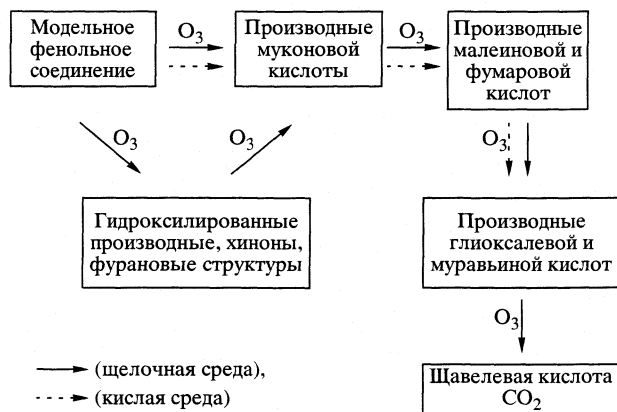 Модельное
фенольное
соединение
O3
Производные
муконовой
кислоты
O3
Производные
малеиновой и
фумаровой
кислот
O3
O3
O3
Гидроксилированные
производные, хиноны,
фурановые структуры
Производные
глиоксалевой и
муравьиной кислот
O3
Щавелевая кислота
CO2
(щелочная среда),
(кислая среда)